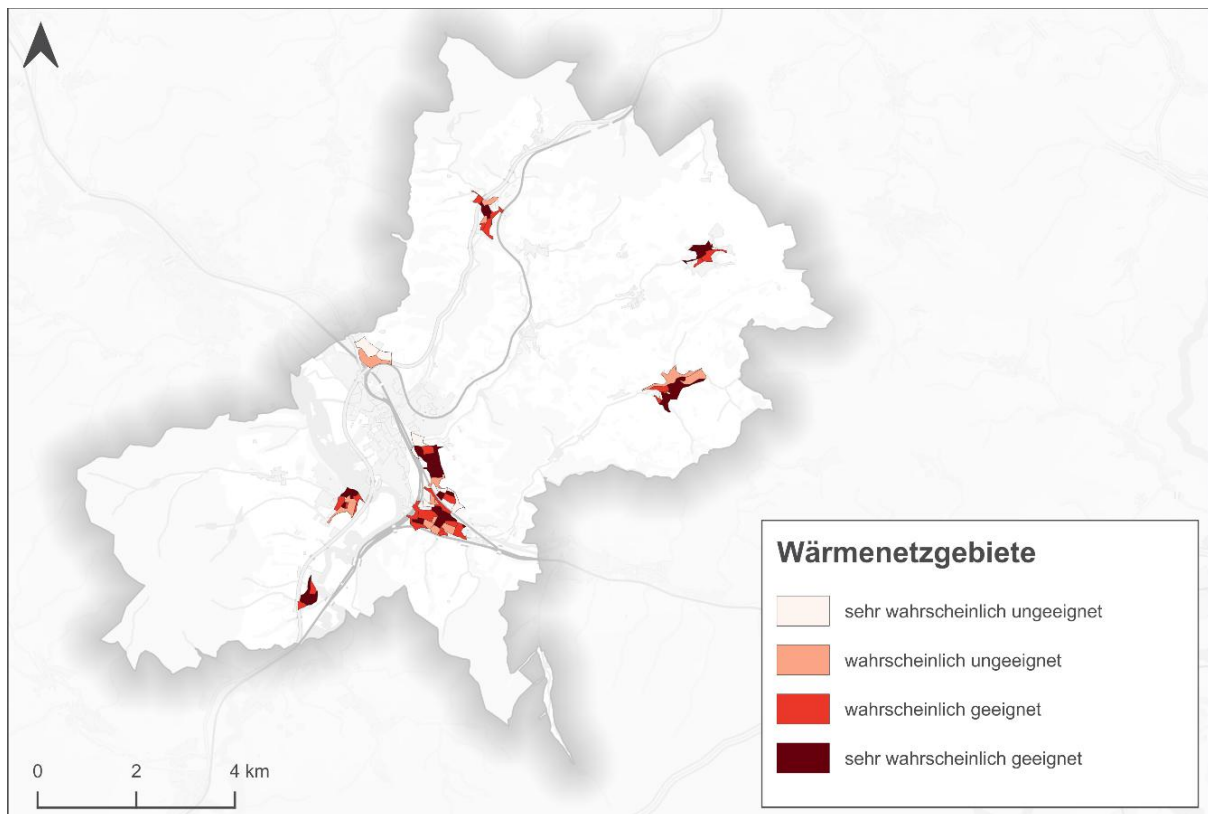 Wärmenetzgebiete
sehr wahrscheinlich ungeeignet
wahrscheinlich ungeeignet
wahrscheinlich geeignet
sehr wahrscheinlich geeignet
0 2 4 km